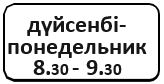 дүйсенбі-
понедельник
8.30 - 9.30